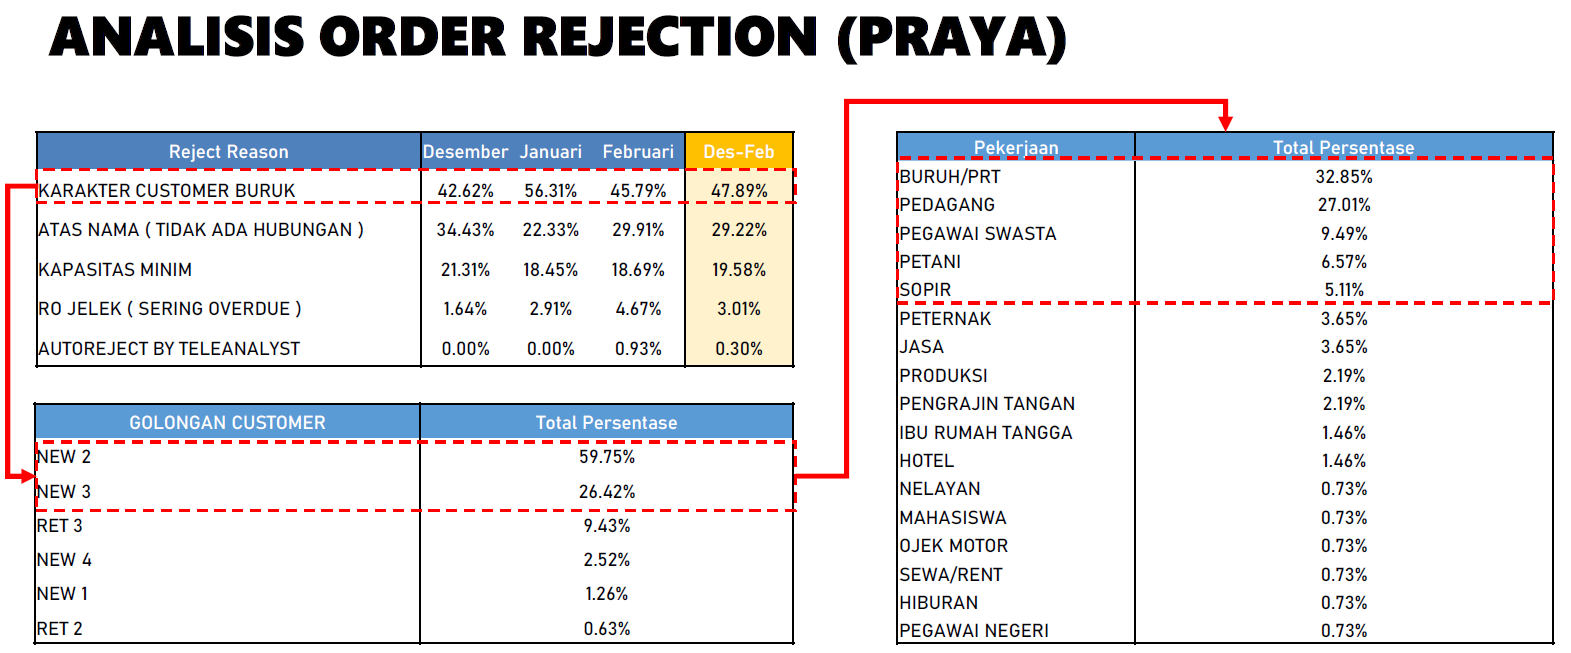 ANALISIS ORDER REJECTION (PRAYA)
Reject Reason Desember Januari Februari Des-Feb
KARAKTER CUSTOMER BURUK 42.62% 56.31% 45.79% 47.89%
ATAS NAMA ( TIDAK ADA HUBUNGAN ) 34.43% 22.33% 29.91% 29.22%
KAPASITAS MINIM 21.31% 18.45% 18.69% 19.58%
RO JELEK ( SERING OVERDUE ) 1.64% 2.91% 4.67% 3.01%
AUTOREJECT BY TELEANALYST 0.00% 0.00% 0.93% 0.30%
GOLONGAN CUSTOMER Total Persentase
NEW 2 59.75%
NEW 3 26.42%
RET 3 9.43%
NEW 4 2.52%
NEW 1 1.26%
RET 2 0.63%
Pekerjaan Total Persentase
BURUH/PRT 32.85%
PEDAGANG 27.01%
PEGAWAI SWASTA 9.49%
PETANI 6.57%
SOPIR 5.11%
PETERNAK 3.65%
JASA 3.65%
PRODUKSI 2.19%
PENGRAJIN TANGAN 2.19%
IBU RUMAH TANGGA 1.46%
HOTEL 1.46%
NELAYAN 0.73%
MAHASISWA 0.73%
OJEK MOTOR 0.73%
SEWA/RENT 0.73%
HIBURAN 0.73%
PEGAWAI NEGERI 0.73%